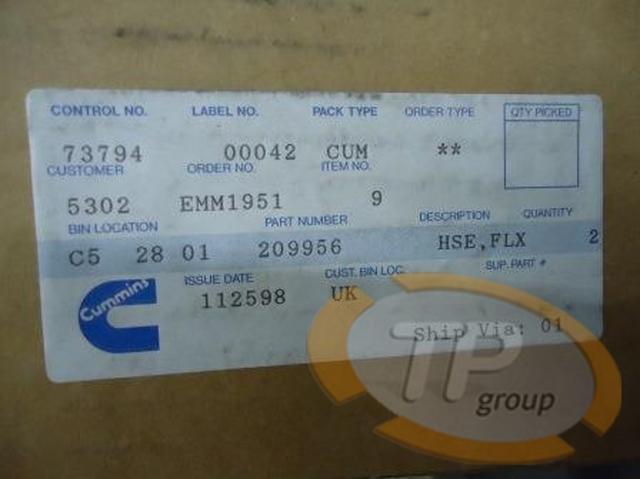 CONTROL NO. LABEL NO. PACK TYPE ORDER TYPE QTY PICKED
73794 00042 CUM **
CUSTOMER ORDER NO. ITEM NO.
5302 EMM1951 9
BIN LOCATION PART NUMBER DESCRIPTION QUANTITY
C5 28 01 209956 HSE,FLX 2
ISSUE DATE CUST. BIN LOC. SUP. PART #
112598 UK
Cummins
Ship Via: 01
TP
group